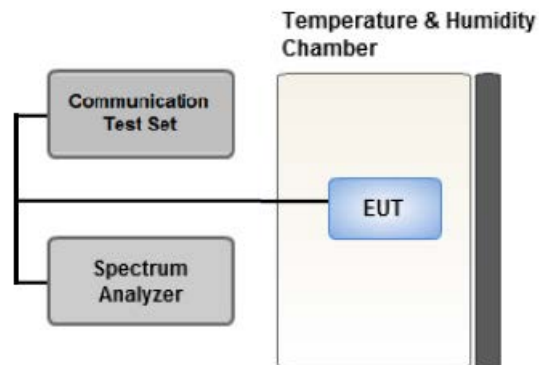 Temperature & Humidity
Chamber
Communication
Test Set
EUT
Spectrum
Analyzer